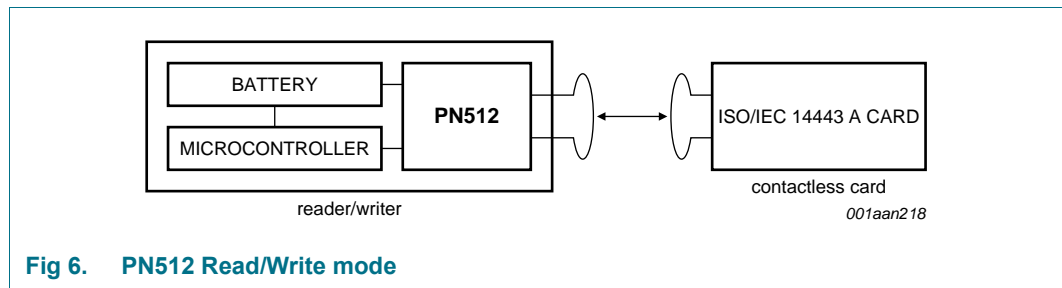 BATTERY
MICROCONTROLLER
PN512
ISO/IEC 14443 A CARD
reader/writer
contactless card
001aan218
Fig 6. PN512 Read/Write mode